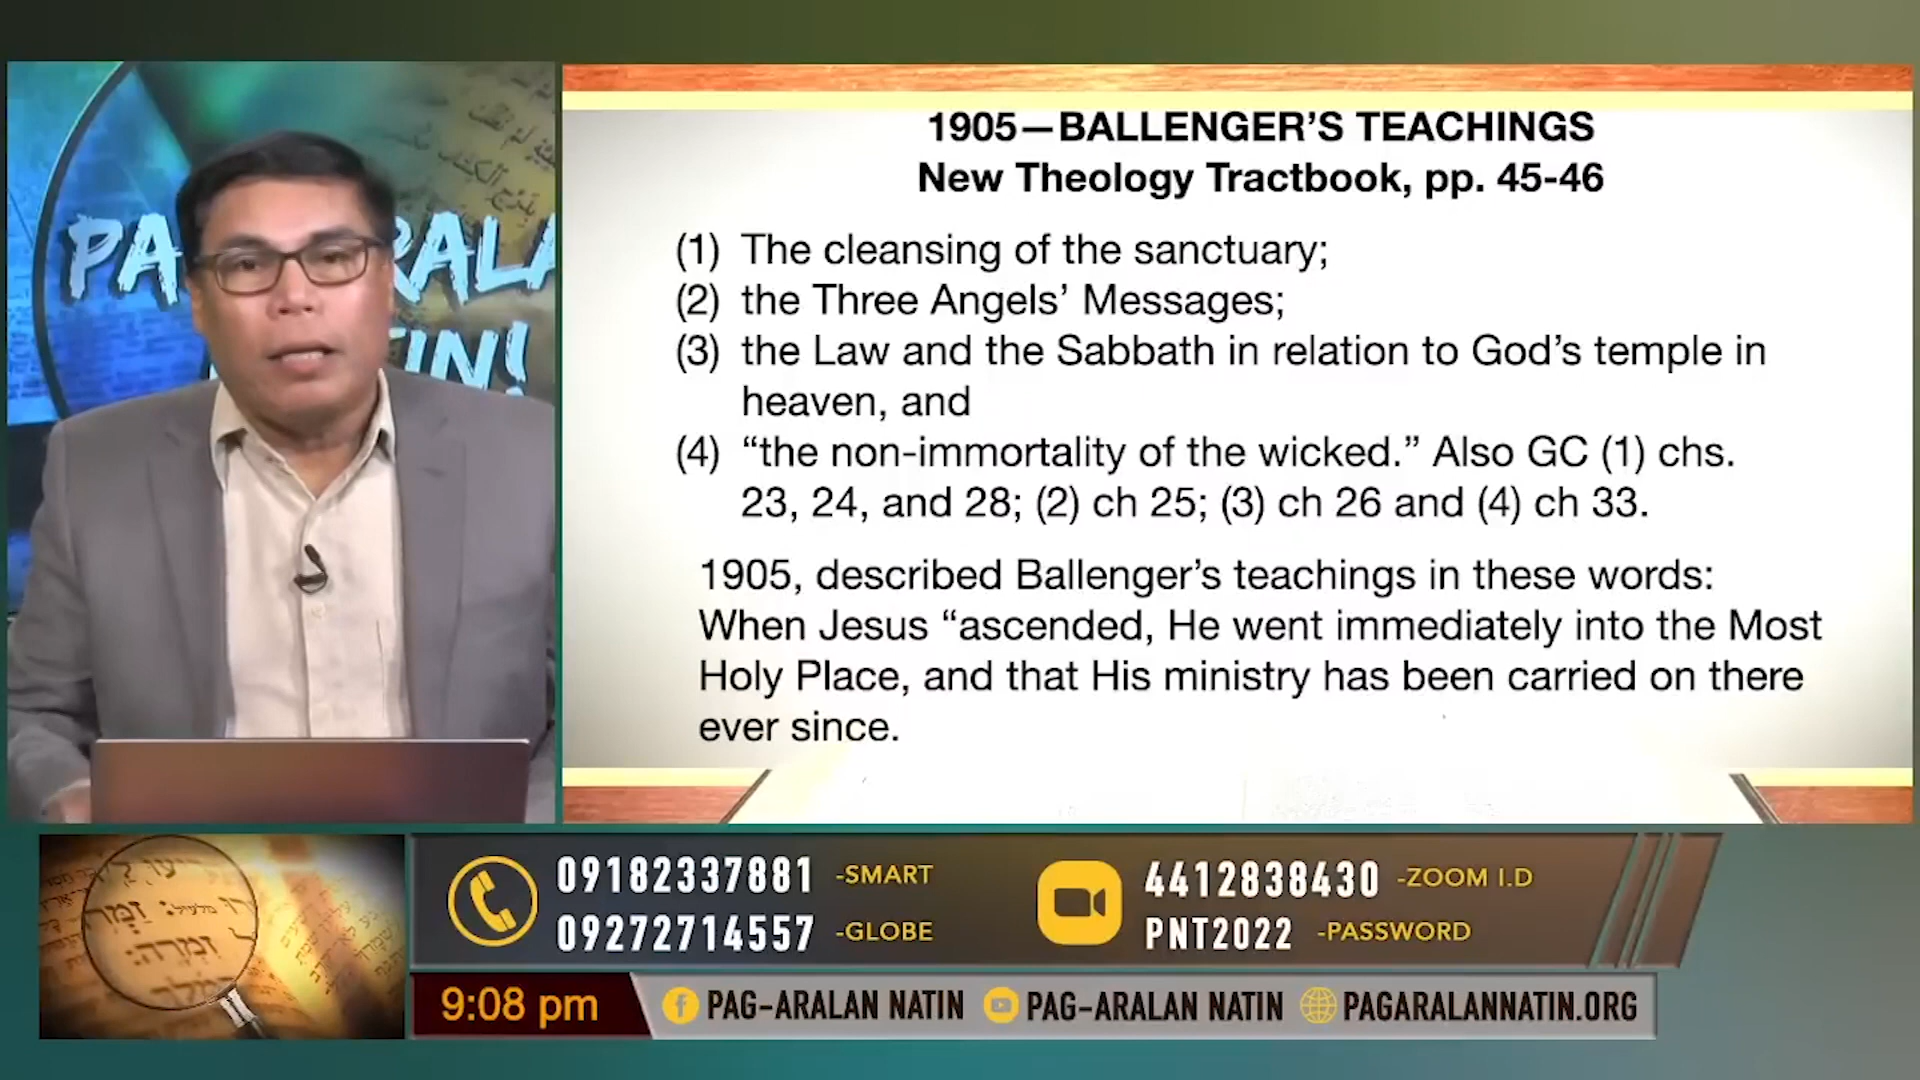 PA RALA
TIN!
1905—BALLENGER’S TEACHINGS
New Theology Tractbook, pp. 45-46
(1) The cleansing of the sanctuary;
(2) the Three Angels’ Messages;
(3) the Law and the Sabbath in relation to God’s temple in
heaven, and
(4) “the non-immortality of the wicked.” Also GC (1) chs.
23, 24, and 28; (2) ch 25; (3) ch 26 and (4) ch 33.
1905, described Ballenger’s teachings in these words:
When Jesus “ascended, He went immediately into the Most
Holy Place, and that His ministry has been carried on there
ever since.
09182337881 -SMART
09272714557 -GLOBE
4412838430 -ZOOM I.D
PNT2022 -PASSWORD
9:08 pm
PAG-ARALAN NATIN PAG-ARALAN NATIN PAGARALANNATIN.ORG